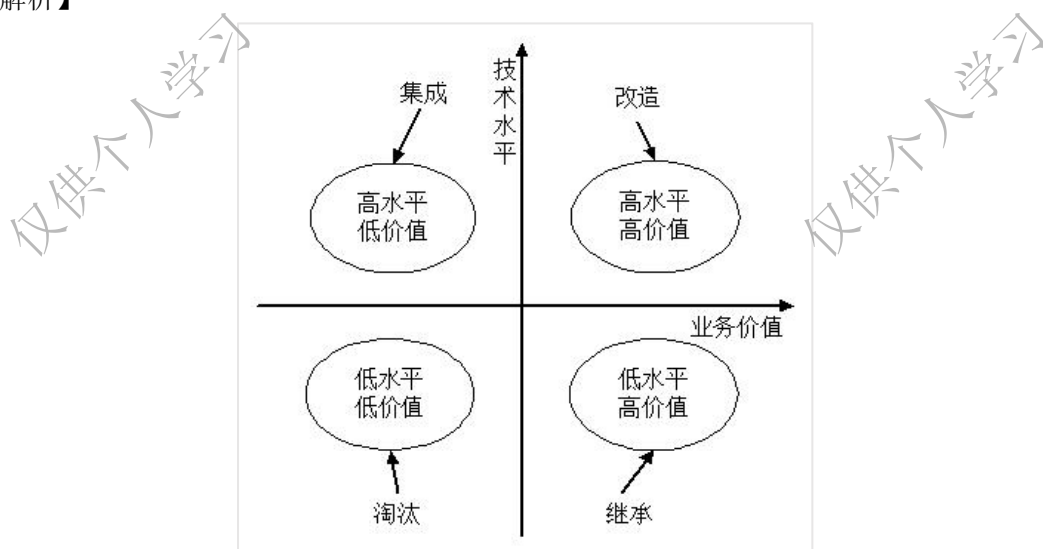 解析】
仅供个人学习
仅供个人学习
技术水平
集成
改造
高水平
低价值
高水平
高价值
业务价值
低水平
低价值
低水平
高价值
淘汰
继承